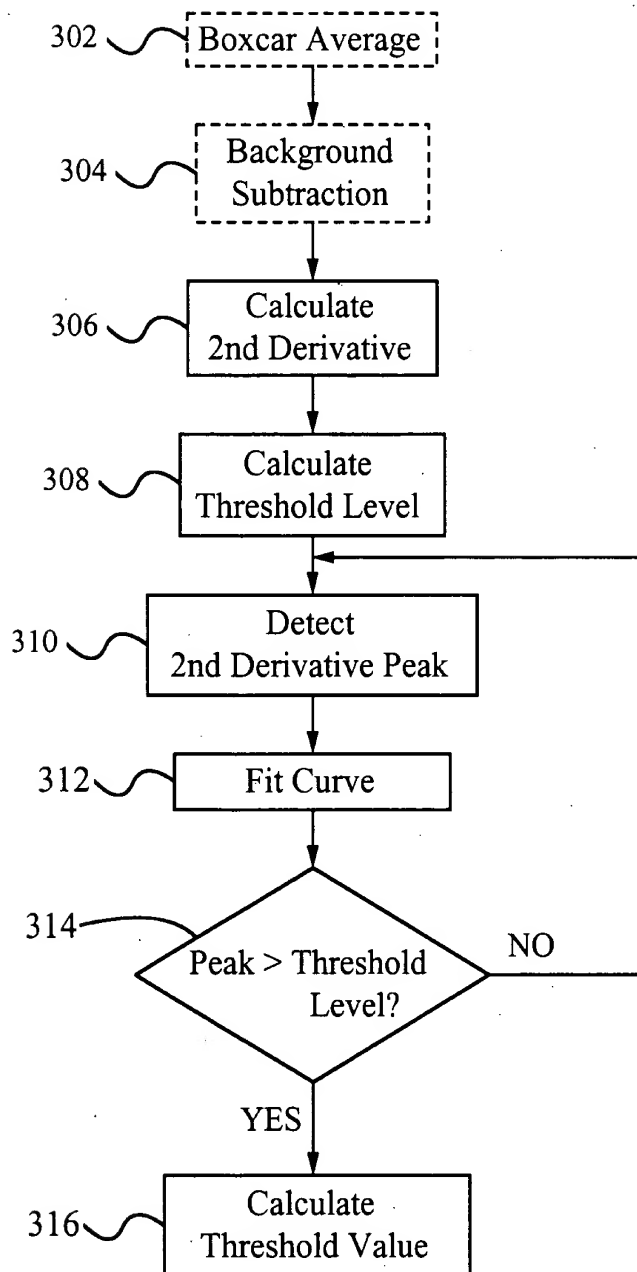 302
Boxcar Average
304
Background
Subtraction
306
Calculate
2nd Derivative
308
Calculate
Threshold Level
310
Detect
2nd Derivative Peak
312
Fit Curve
314
Peak > Threshold
Level?
NO
YES
316
Calculate
Threshold Value